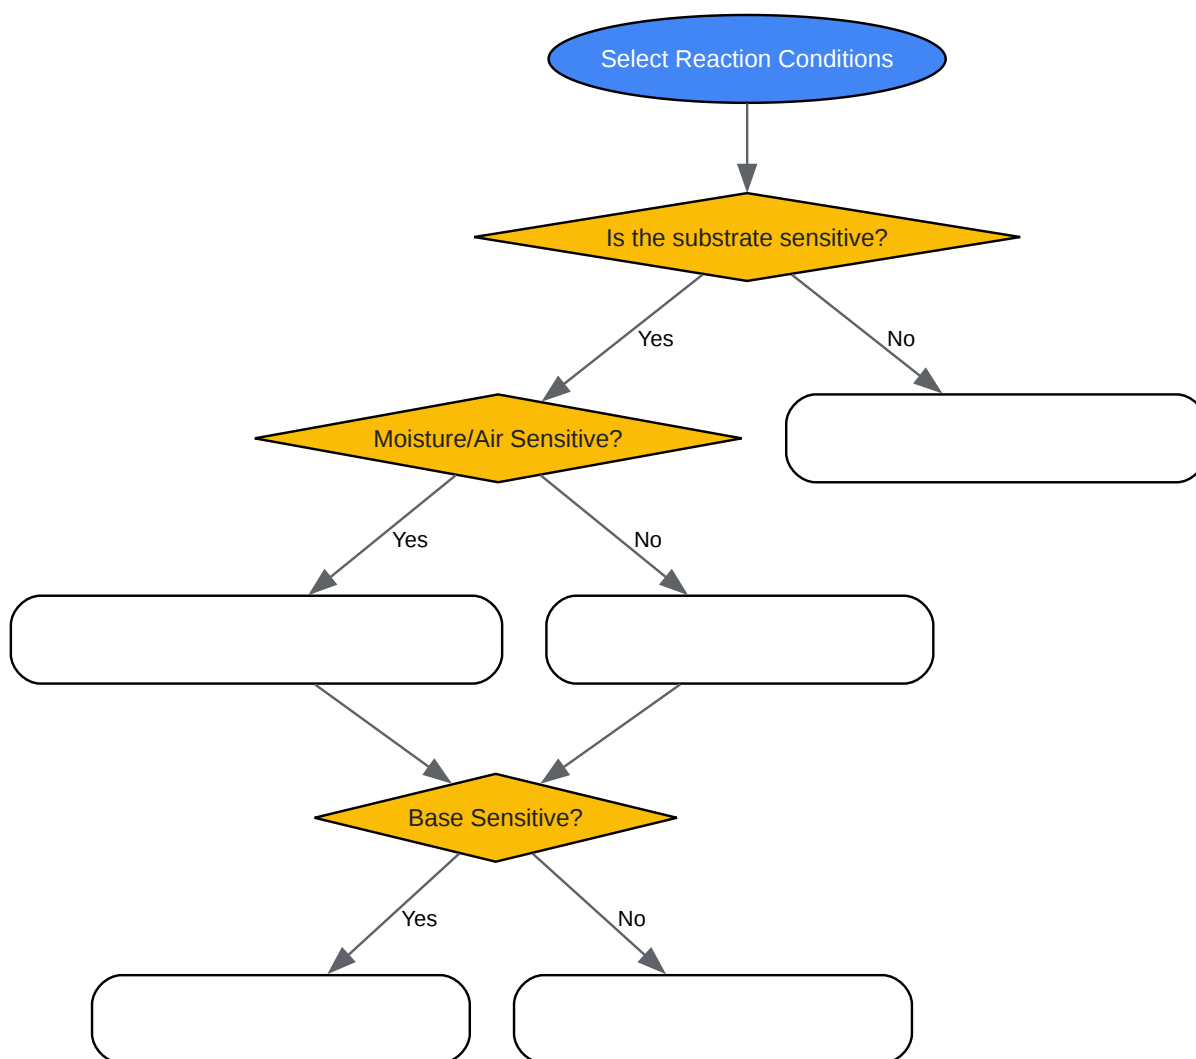 Select Reaction Conditions
Is the substrate sensitive?
Yes
No
Moisture/Air Sensitive?
Yes
No
Base Sensitive?
Yes
No